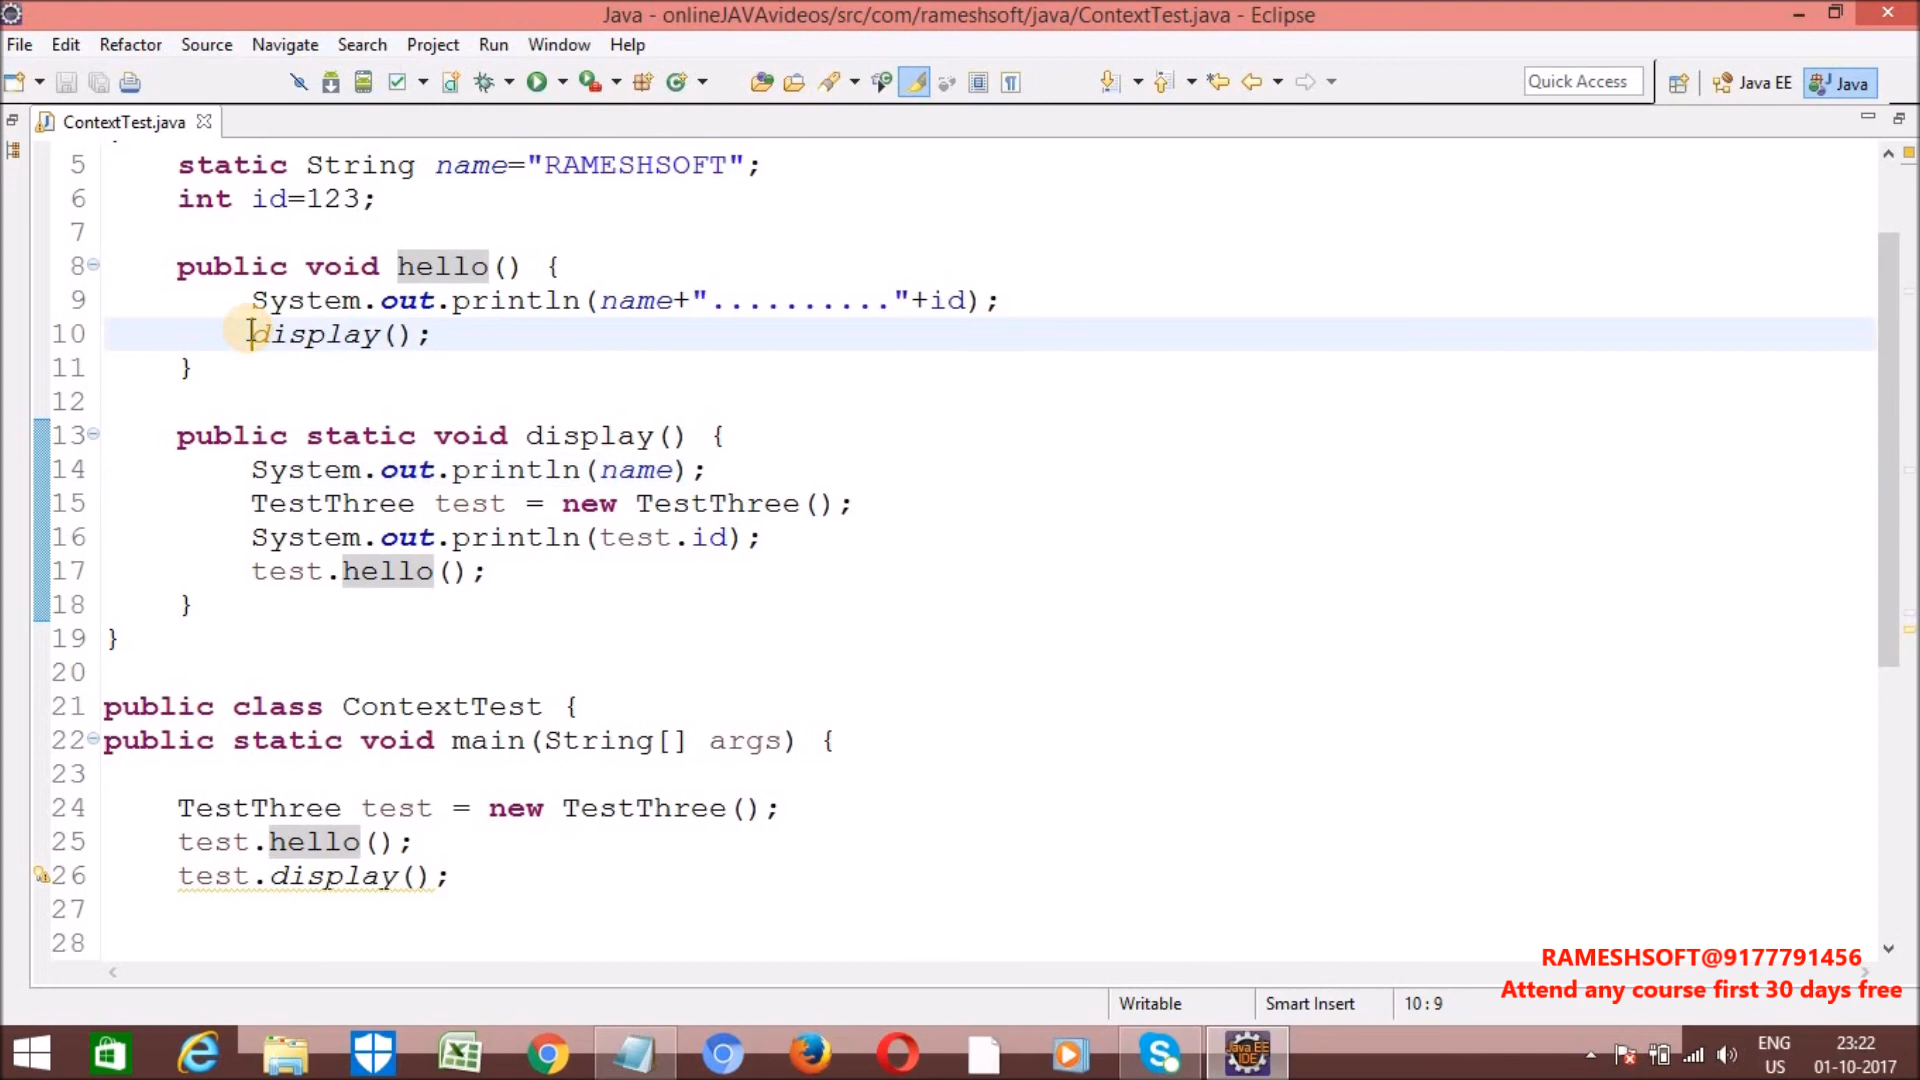 Java - onlineJAVAvideos/src/com/rameshsoft/java/ContextTest.java - Eclipse
File Edit Refactor Source Navigate Search Project Run Window Help
Quick Access Java EE Java
ContextTest.java
5 static String name="RAMESHSOFT";
6 int id=123;
7
8 public void hello() {
9 System.out.println(name+".........."+id);
10 display();
11 }
12
13 public static void display() {
14 System.out.println(name);
15 TestThree test = new TestThree();
16 System.out.println(test.id);
17 test.hello();
18 }
19 }
20
21 public class ContextTest {
22 public static void main(String[] args) {
23
24 TestThree test = new TestThree();
25 test.hello();
26 test.display();
27
28
RAMESHSOFT@9177791456
Attend any course first 30 days free
Writable Smart Insert 10 : 9
Java EE
IDE
ENG
US
23:22
01-10-2017